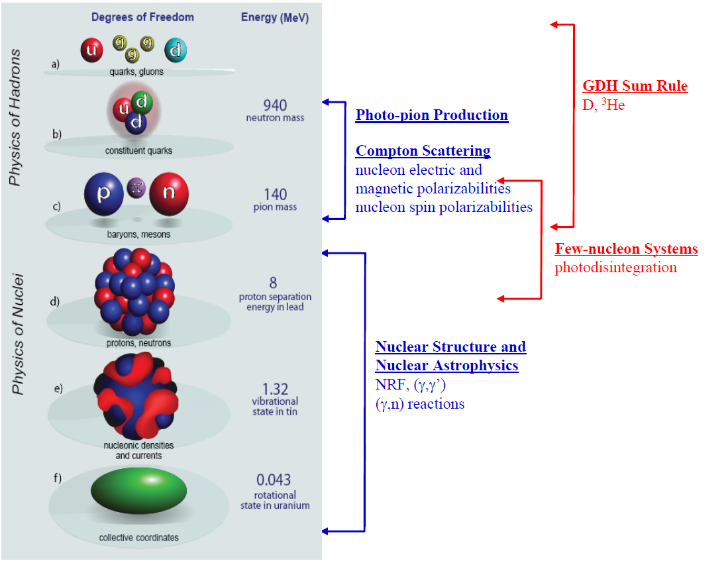 Degrees of Freedom
Energy (MeV)
Physics of Hadrons
u g g g d
a)
quarks, gluons
u d d
b)
constituent quarks
940
neutron mass
p n
c)
baryons, mesons
140
pion mass
Physics of Nuclei
d)
protons, neutrons
8
proton separation
energy in lead
e)
nucleonic densities
and currents
1.32
vibrational
state in tin
f)
collective coordinates
0.043
rotational
state in uranium
Photo-pion Production
Compton Scattering
nucleon electric and
magnetic polarizabilities
nucleon spin polarizabilities
Nuclear Structure and
Nuclear Astrophysics
NRF, (γ,γ’)
(γ,n) reactions
GDH Sum Rule
D, ³He
Few-nucleon Systems
photodisintegration